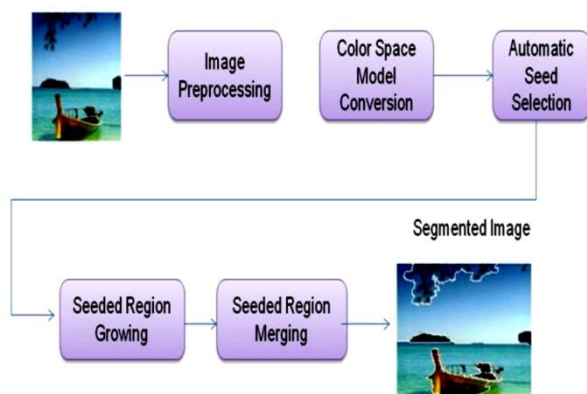 Image
Preprocessing
Color Space
Model
Conversion
Automatic
Seed
Selection
Segmented Image
Seeded Region
Growing
Seeded Region
Merging